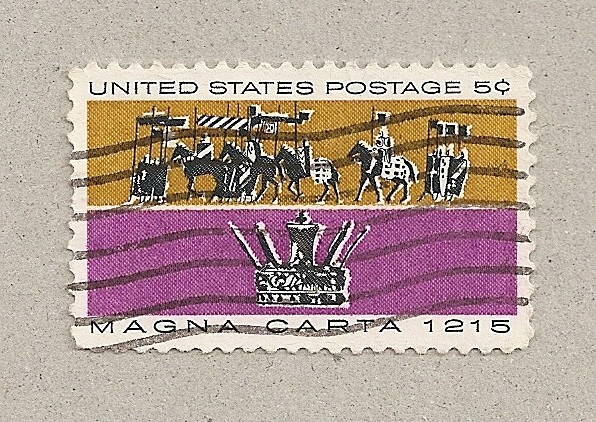 UNITED STATES POSTAGE 5¢
MAGNA CARTA 1215